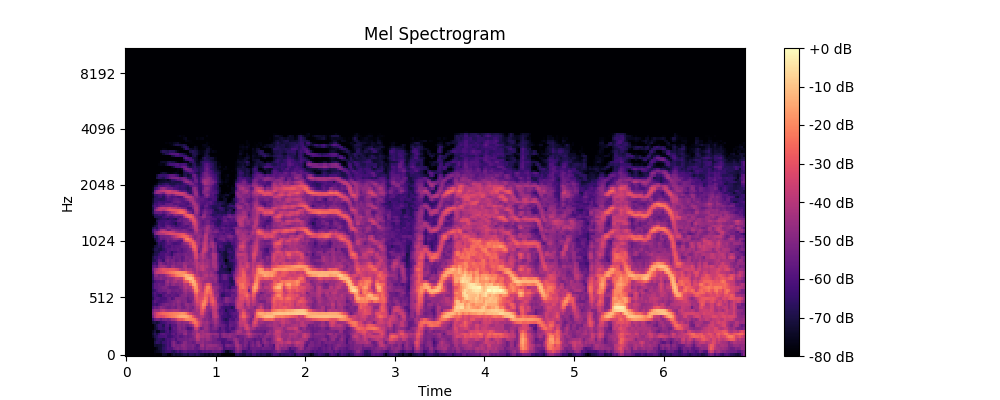 Mel Spectrogram
Hz
8192
4096
2048
1024
512
0
0 1 2 3 4 5 6
Time
+0 dB
-10 dB
-20 dB
-30 dB
-40 dB
-50 dB
-60 dB
-70 dB
-80 dB